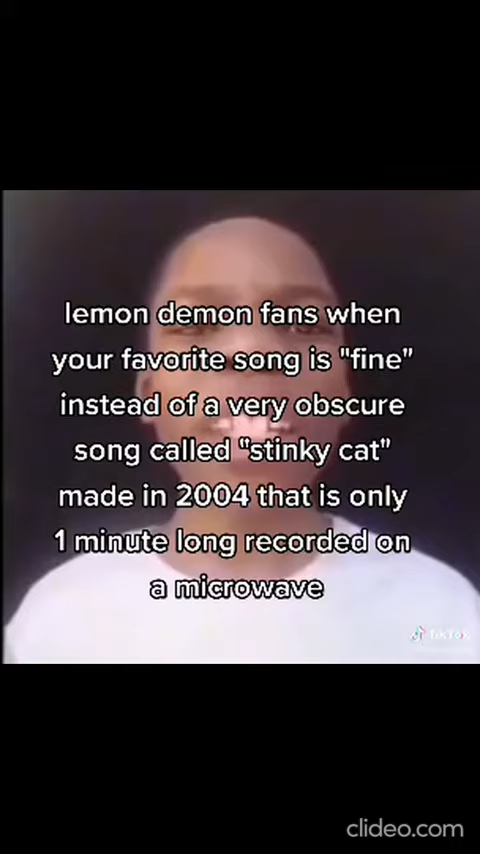 lemon demon fans when
your favorite song is "fine"
instead of a very obscure
song called "stinky cat"
made in 2004 that is only
1 minute long recorded on
a microwave
TikTok
clideo.com